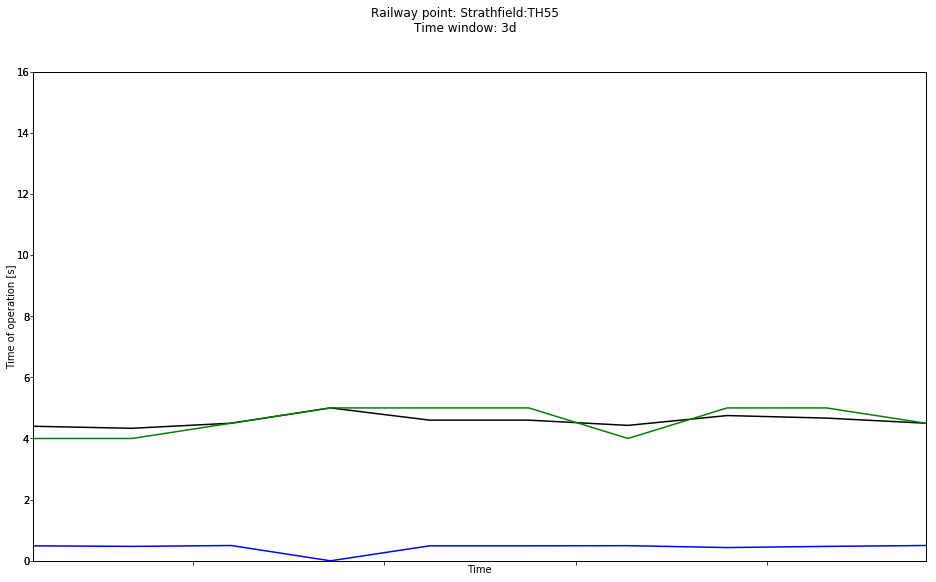 Railway point: Strathfield:TH55
Time window: 3d
16
14
12
10
8
6
4
2
0
Time of operation [s]
Time